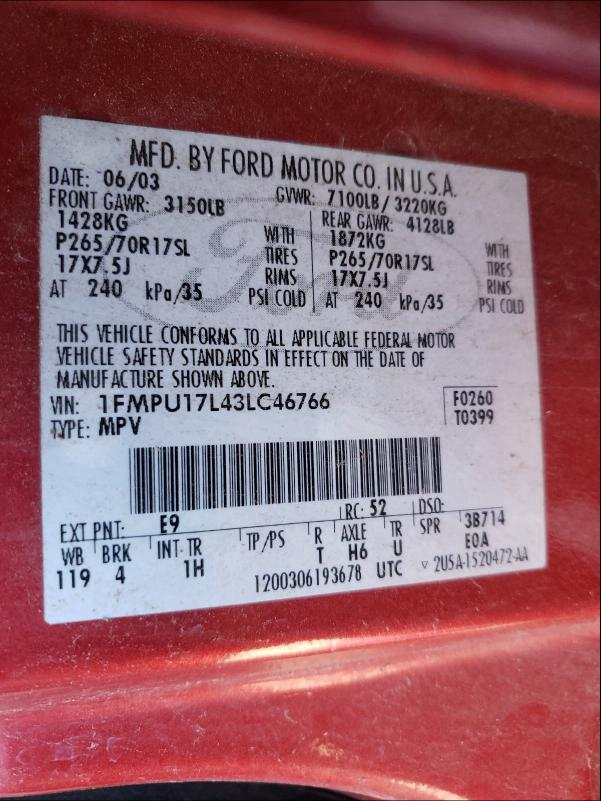 MFD. BY FORD MOTOR CO. IN U.S.A.
DATE: 06/03 GVWR: 7100LB / 3220KG
FRONT GAWR: 3150LB REAR GAWR: 4128LB
1428KG WITH 1872KG WITH
P265/70R17SL TIRES P265/70R17SL TIRES
17X7.5J RIMS 17X7.5J RIMS
AT 240 kPa/35 PSI COLD AT 240 kPa/35 PSI COLD
Ford
THIS VEHICLE CONFORMS TO ALL APPLICABLE FEDERAL MOTOR
VEHICLE SAFETY STANDARDS IN EFFECT ON THE DATE OF
MANUFACTURE SHOWN ABOVE.
VIN: 1FMPU17L43LC46766 F0260
TYPE: MPV T0399
EXT PNT: E9 RC: 52 DSO:
WB BRK INT TR TP/PS R AXLE TR SPR 3B714
119 4 1H T H6 U E0A
1200306193678 UTC ▽ 2U5A-1520472-AA